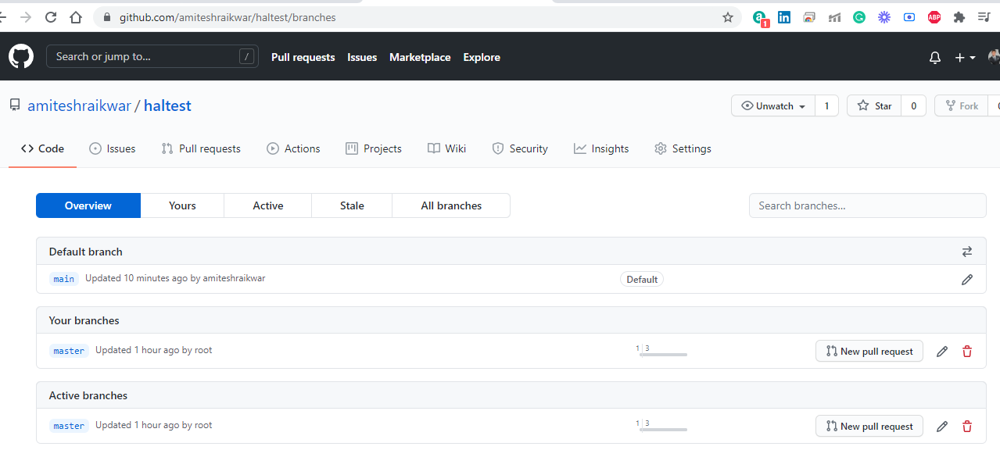 github.com/amiteshraikwar/haltest/branches
1
ABP
Search or jump to... /
Pull requests Issues Marketplace Explore
amiteshraikwar / haltest
Unwatch 1 Star 0 Fork
Code Issues Pull requests Actions Projects Wiki Security Insights Settings
Overview Yours Active Stale All branches Search branches...
Default branch
main Updated 10 minutes ago by amiteshraikwar Default
Your branches
master Updated 1 hour ago by root 1 3 New pull request
Active branches
master Updated 1 hour ago by root 1 3 New pull request